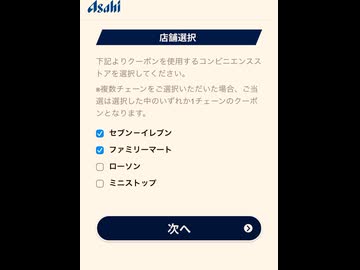 Asahi
店舗選択
下記よりクーポンを使用するコンビニエンスス
トアを選択してください。
※複数チェーンをご選択いただいた場合、ご当
選は選択した中のいずれか1チェーンのクーポ
ンとなります。
セブン−イレブン
ファミリーマート
ローソン
ミニストップ
次へ